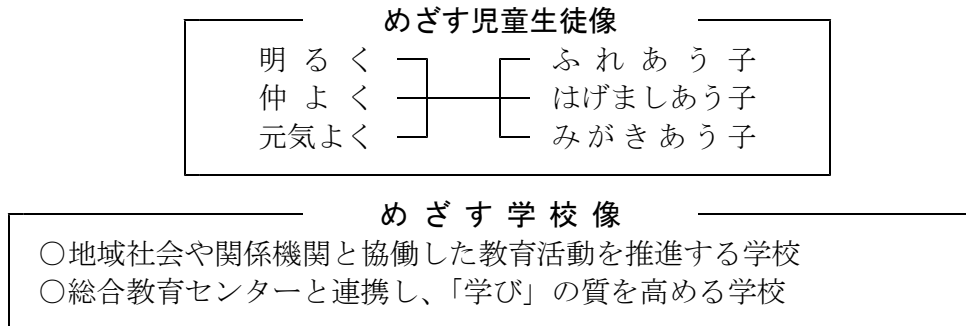 めざす児童生徒像
明るく ふれあう子
仲よく はげましあう子
元気よく みがきあう子
めざす学校像
○地域社会や関係機関と協働した教育活動を推進する学校
○総合教育センターと連携し、「学び」の質を高める学校